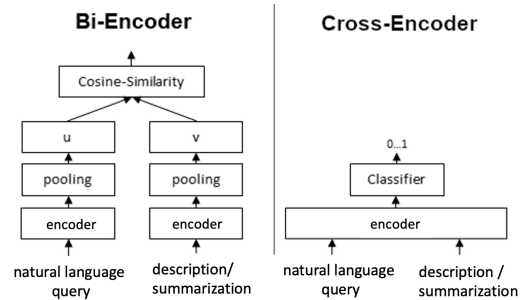 Bi-Encoder
Cosine-Similarity
u
v
pooling
pooling
encoder
encoder
natural language
query
description/
summarization
Cross-Encoder
0...1
Classifier
encoder
natural language
query
description /
summarization